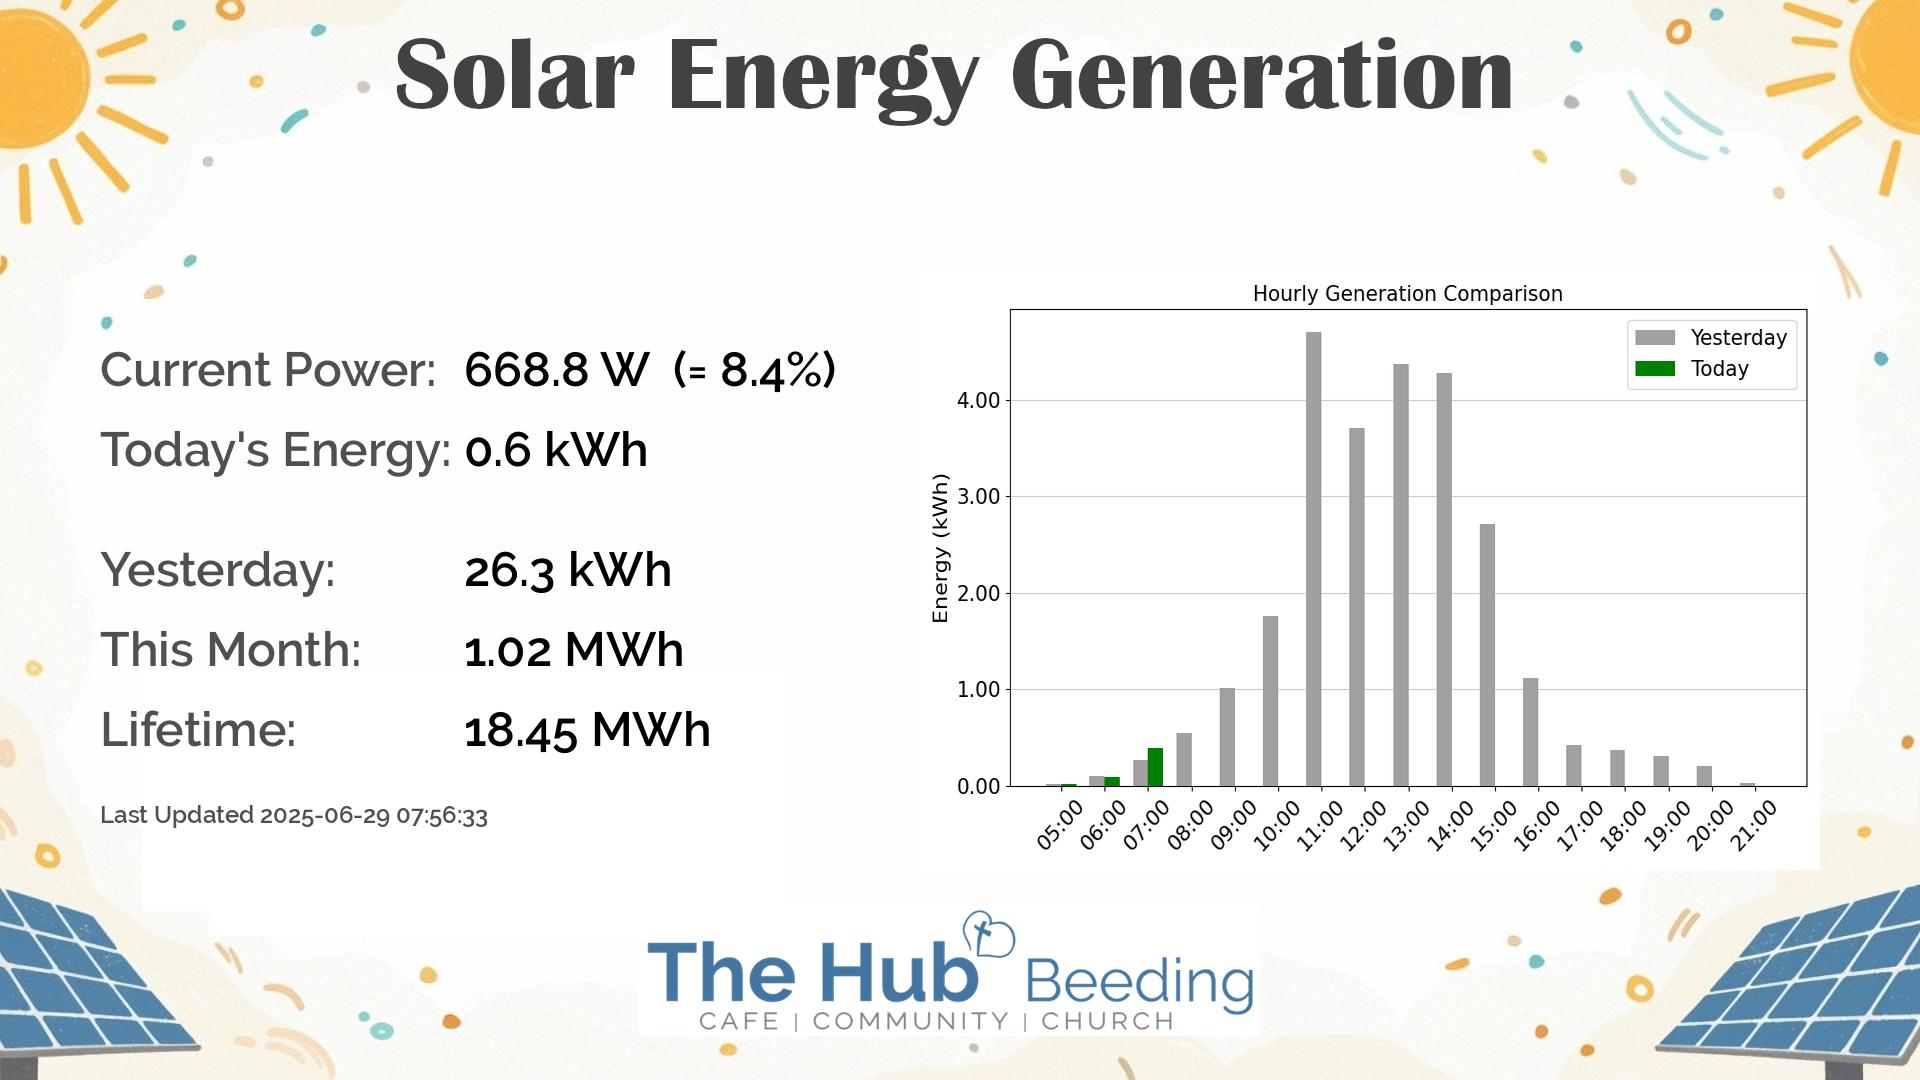 Solar Energy Generation
Current Power: 668.8 W (= 8.4%)
Today's Energy: 0.6 kWh
Yesterday: 26.3 kWh
This Month: 1.02 MWh
Lifetime: 18.45 MWh
Last Updated 2025-06-29 07:56:33
Hourly Generation Comparison
Yesterday
Today
Energy (kWh)
4.00
3.00
2.00
1.00
0.00
05:00 06:00 07:00 08:00 09:00 10:00 11:00 12:00 13:00 14:00 15:00 16:00 17:00 18:00 19:00 20:00 21:00
The Hub Beeding
CAFE | COMMUNITY | CHURCH